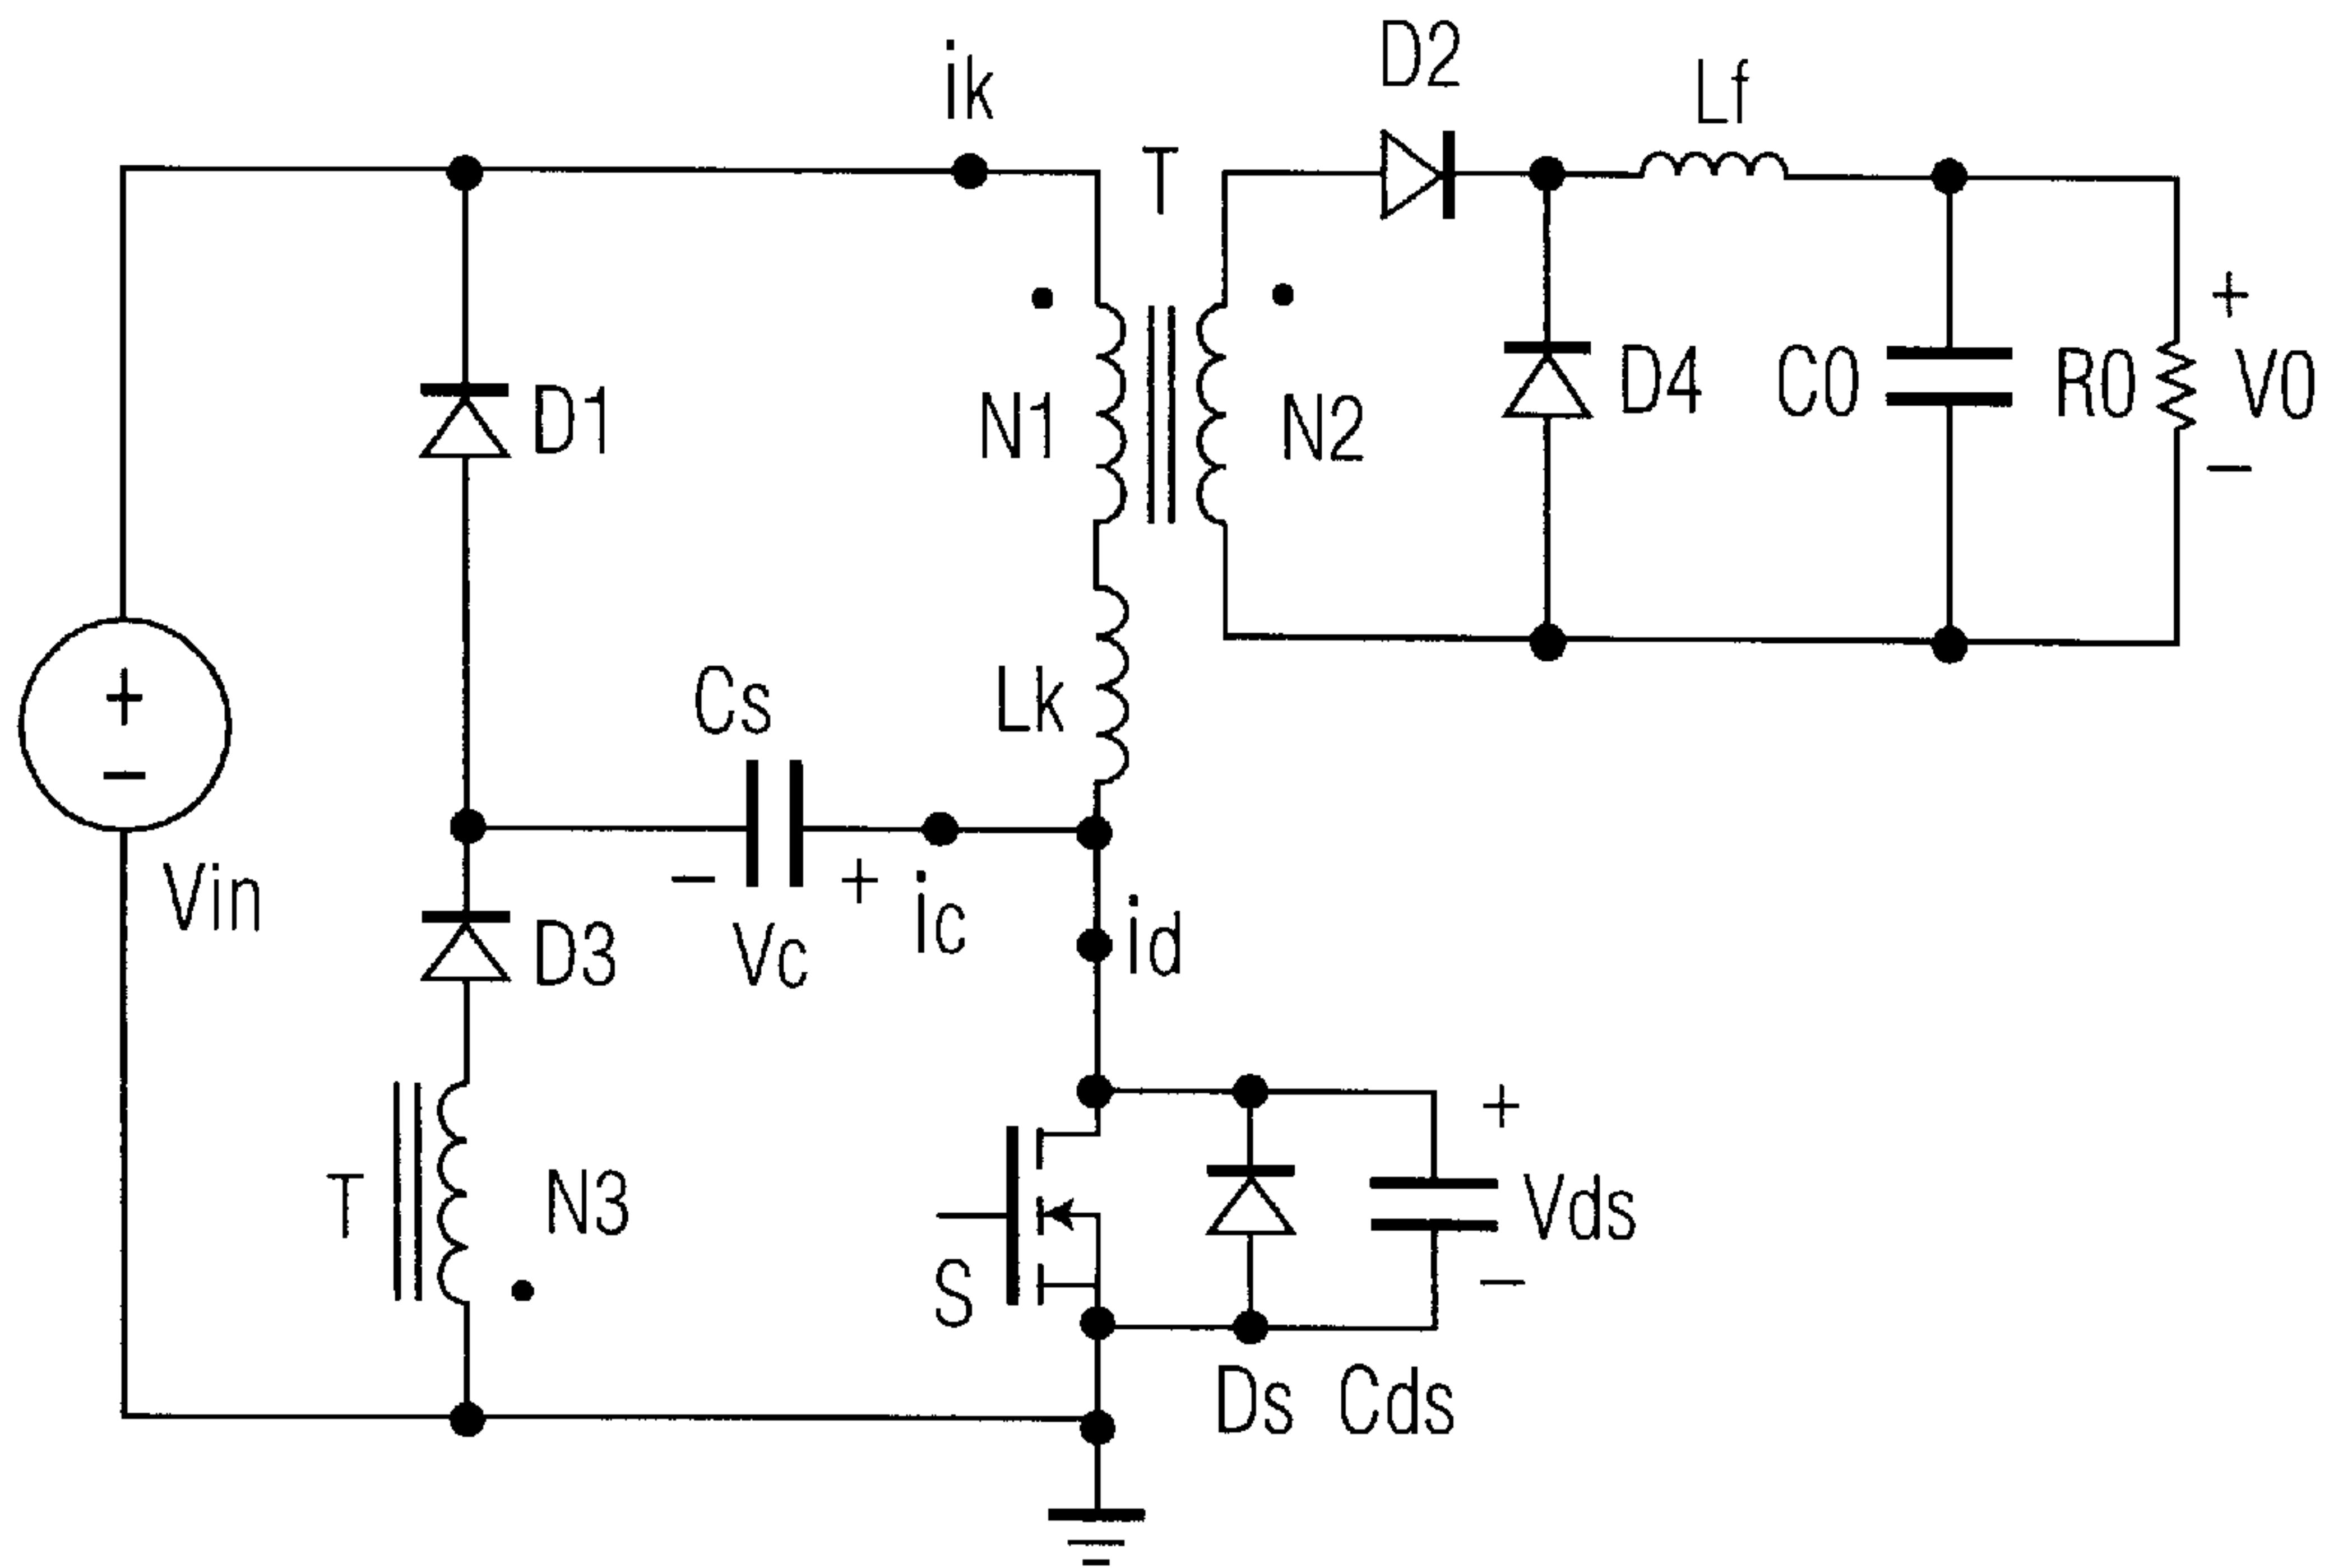 D2
Lf
ik
T
+
D1
N1
N2
D4
C0
R0
V0
−
+
−
Cs
Lk
Vin
− +
Vc
ic
id
D3
+
T
N3
Vds
−
S
Ds
Cds